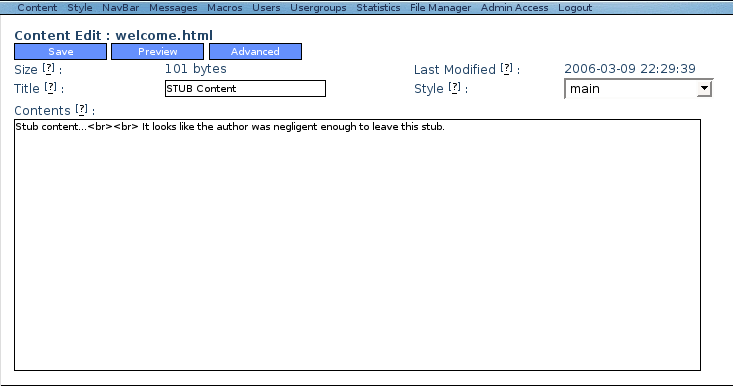 Content Style NavBar Messages Macros Users Usergroups Statistics File Manager Admin Access Logout
Content Edit : welcome.html
Save Preview Advanced
Size [?] : 101 bytes Last Modified [?] : 2006-03-09 22:29:39
Title [?] : STUB Content Style [?] : main
Contents [?] :
Stub content...<br><br> It looks like the author was negligent enough to leave this stub.